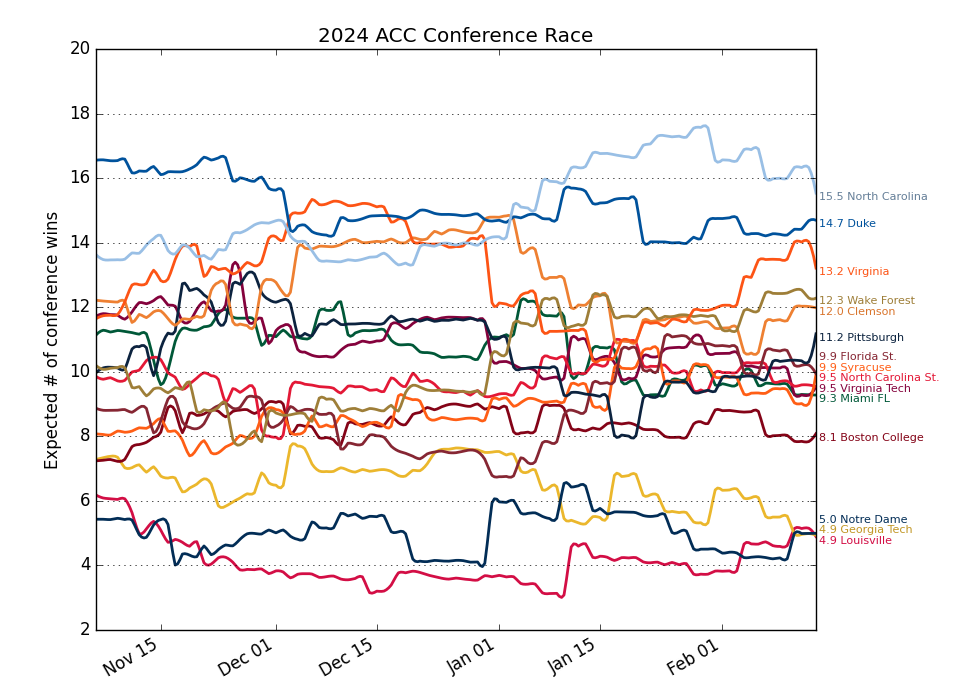 2024 ACC Conference Race
Expected # of conference wins
20
18
16
14
12
10
8
6
4
2
Nov 15
Dec 01
Dec 15
Jan 01
Jan 15
Feb 01
15.5 North Carolina
14.7 Duke
13.2 Virginia
12.3 Wake Forest
12.0 Clemson
11.2 Pittsburgh
9.9 Florida St.
9.9 Syracuse
9.5 North Carolina St.
9.5 Virginia Tech
9.3 Miami FL
8.1 Boston College
5.0 Notre Dame
4.9 Georgia Tech
4.9 Louisville